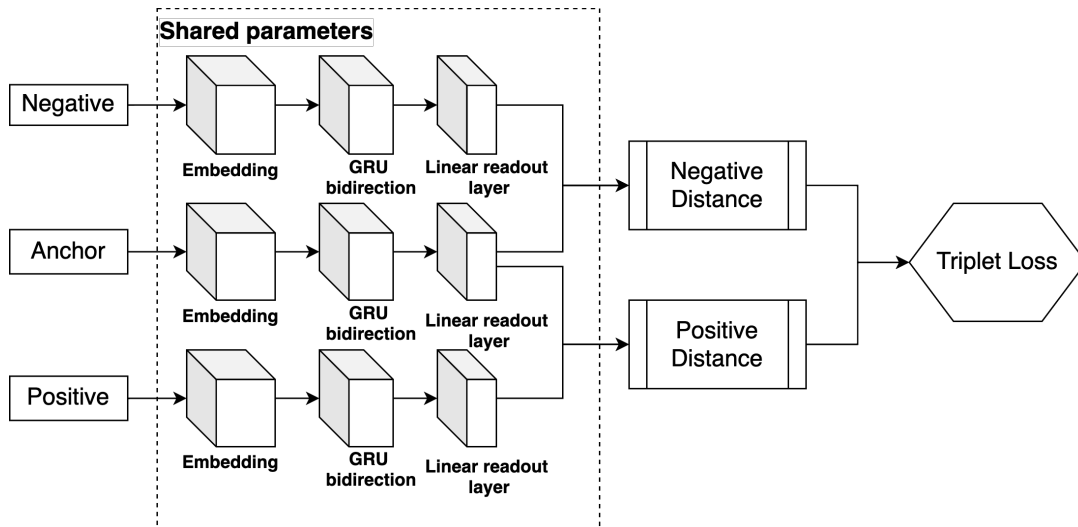 Shared parameters
Negative
Embedding
GRU
bidirection
Linear readout
layer
Negative
Distance
Anchor
Embedding
GRU
bidirection
Linear readout
layer
Triplet Loss
Positive
Distance
Positive
Embedding
GRU
bidirection
Linear readout
layer